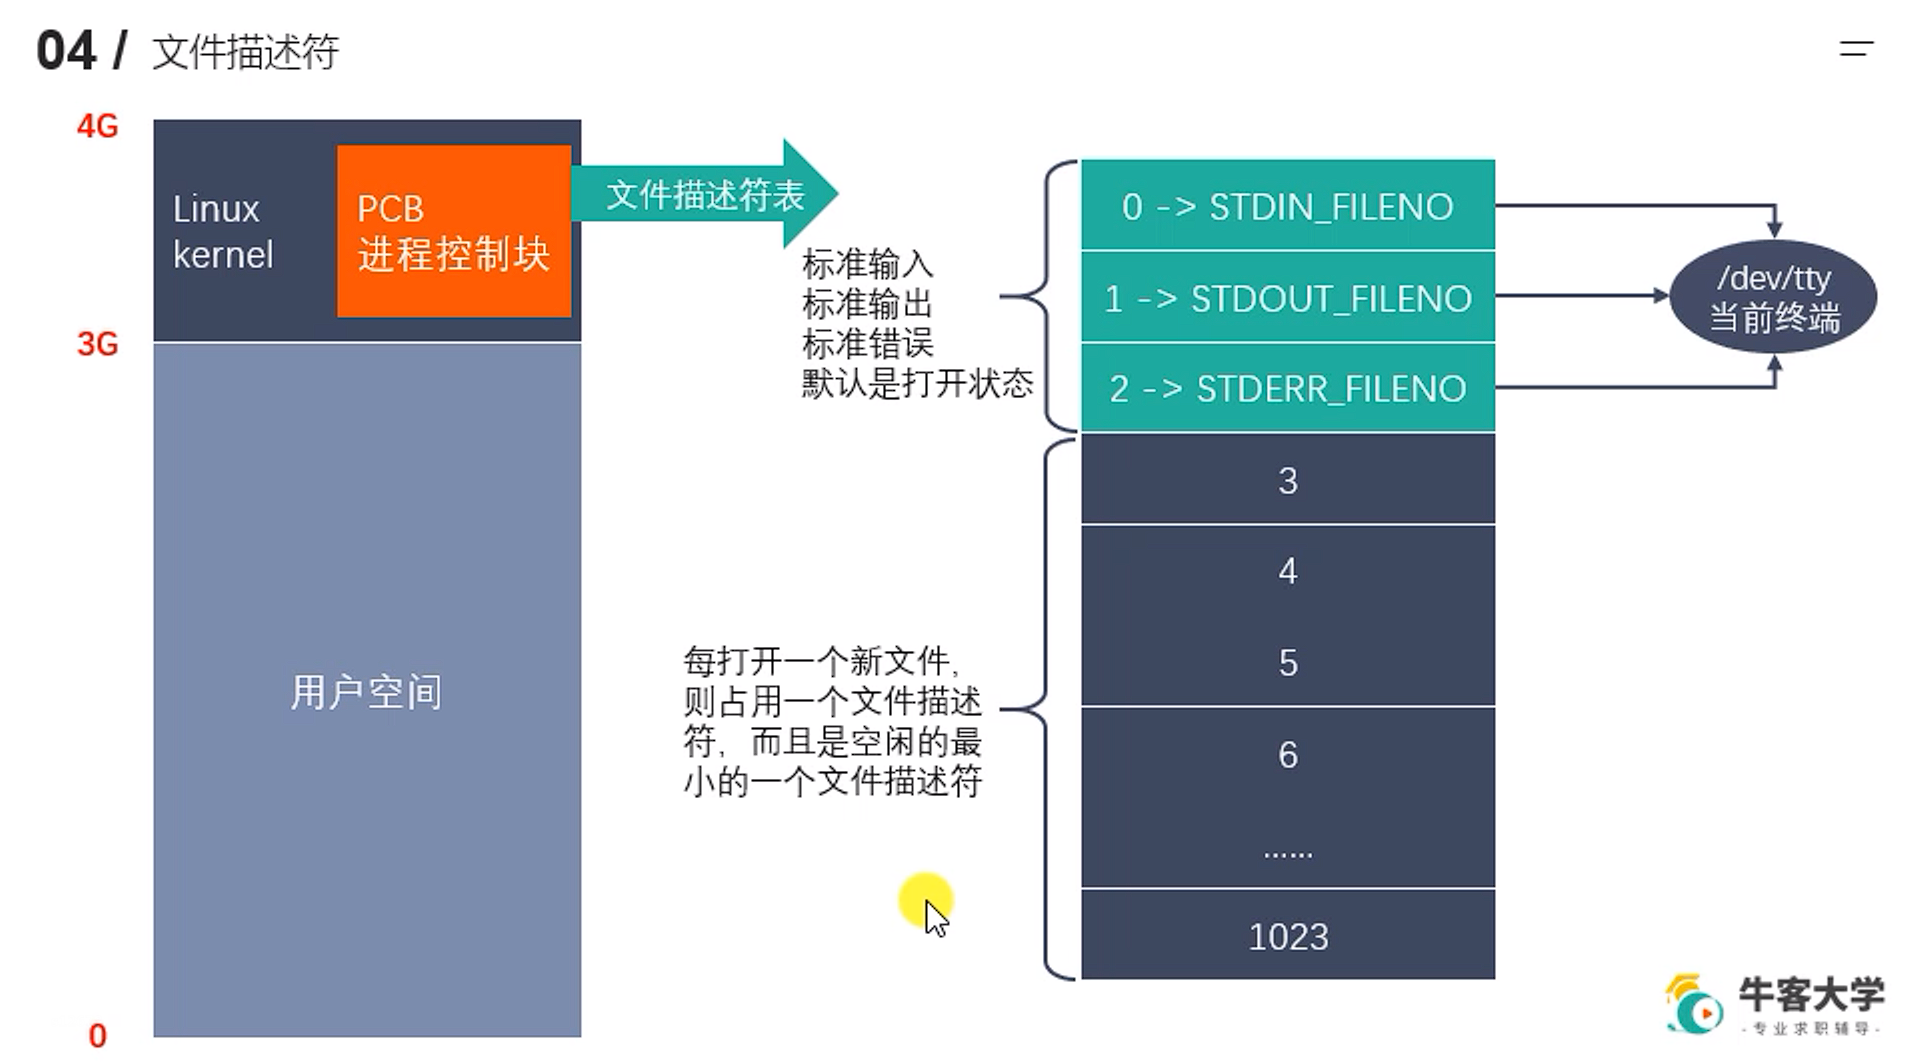 04 / 文件描述符
4G
Linux
kernel
PCB
进程控制块
文件描述符表
3G
用户空间
0
标准输入
标准输出
标准错误
默认是打开状态
每打开一个新文件,
则占用一个文件描述
符, 而且是空闲的最
小的一个文件描述符
0 -> STDIN_FILENO
1 -> STDOUT_FILENO
2 -> STDERR_FILENO
3
4
5
6
......
1023
/dev/tty
当前终端
牛客大学
- 专业求职辅导 -